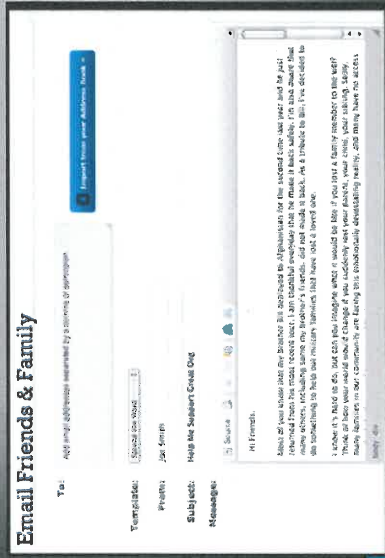 Email Friends & Family
To:
Add email addresses separated by a comma or semicolon
Import from your Address Book »
Template:
Spread the Word
From:
Joe Smith
Subject:
Help Me Support Great Org
Message:
Source
Hi Friends,
Most of you know that my brother Bill deployed to Afghanistan for the second time last year and he just
returned from his most recent tour. I am thankful everyday that he made it back safely. I'm also aware that
many others, including some my brother's friends, did not make it back. As a tribute to Bill, I've decided to
do something to help our military families that have lost a loved one.
I know it's hard to do, but can you imagine what it would be like if you lost a family member to the war?
Think of how your world would change if you suddenly lost your parent, your child, your sibling. Sadly,
many families in our community are facing this emotionally devastating reality, and many have no access
body div